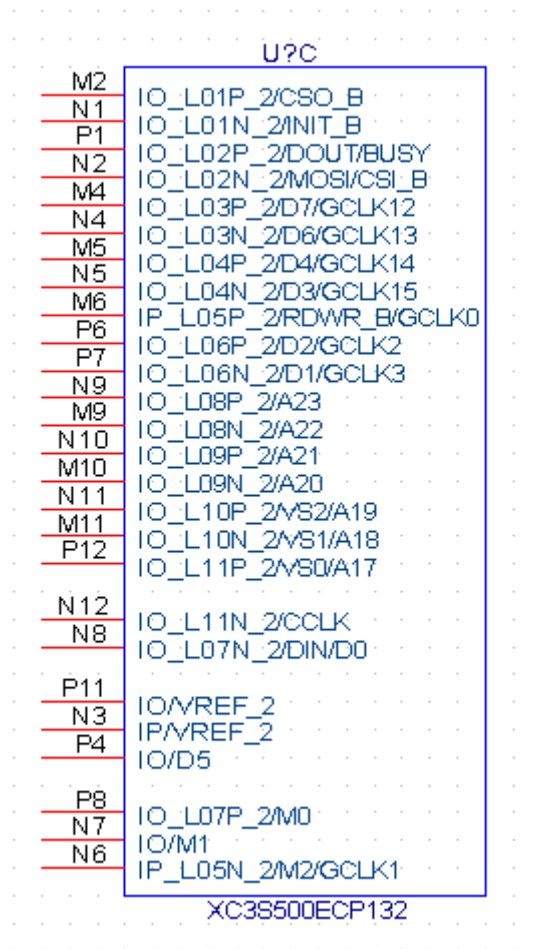 U?C
M2 IO_L01P_2/CSO_B
N1 IO_L01N_2/INIT_B
P1 IO_L02P_2/DOUT/BUSY
N2 IO_L02N_2/MOSI/CSI_B
M4 IO_L03P_2/D7/GCLK12
N4 IO_L03N_2/D6/GCLK13
M5 IO_L04P_2/D4/GCLK14
N5 IO_L04N_2/D3/GCLK15
M6 IP_L05P_2/RDWR_B/GCLK0
P6 IO_L06P_2/D2/GCLK2
P7 IO_L06N_2/D1/GCLK3
N9 IO_L08P_2/A23
M9 IO_L08N_2/A22
N10 IO_L09P_2/A21
M10 IO_L09N_2/A20
N11 IO_L10P_2/VS2/A19
M11 IO_L10N_2/VS1/A18
P12 IO_L11P_2/VS0/A17
N12 IO_L11N_2/CCLK
N8 IO_L07N_2/DIN/D0
P11 IO/VREF_2
N3 IP/VREF_2
P4 IO/D5
P8 IO_L07P_2/M0
N7 IO/M1
N6 IP_L05N_2/M2/GCLK1
XC3S500ECP132